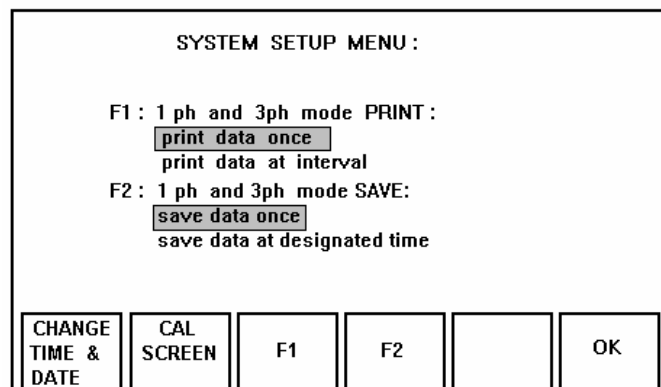 SYSTEM SETUP MENU :
F1 : 1 ph and 3ph mode PRINT :
print data once
print data at interval
F2 : 1 ph and 3ph mode SAVE:
save data once
save data at designated time
CHANGE
TIME &
DATE
CAL
SCREEN
F1
F2
OK